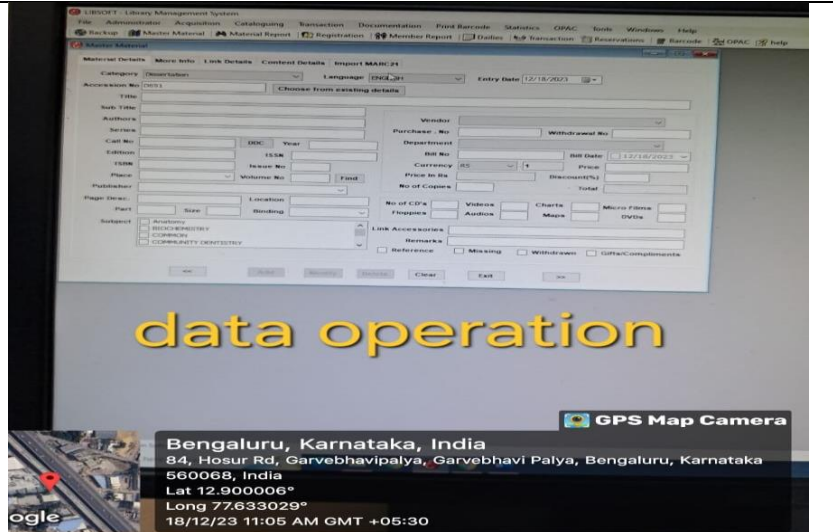 LIBSOFT - Library Management System
File Administrator Acquisition Cataloguing Transaction Documentation Print Barcode Statistics OPAC Tools Windows Help
Backup Master Material Material Report Registration Member Report Dailies Transaction Reservations Barcode OPAC help
Master Material
Material Details More Info Link Details Content Details Import MARC21
Category Dissertation Language ENGLISH Entry Date 12/18/2023
Accession No Choose from existing details
Title
Sub Title
Authors Vendor
Series Purchase . No Withdrawal No
Call No DDC Year Department
Edition ISSN Bill No Bill Date 12/18/2023
ISBN Issue No Currency RS 1 Price
Place Volume No Find Price in Rs Discount(%)
Publisher No of Copies Total
Page Desc: Location No of CD's Videos Charts Micro Films
Part Size Binding Floppies Audios Maps DVDs
Subject Anatomy Link Accessories
BIOCHEMISTRY
COMMON Remarks
COMMUNITY DENTISTRY Reference Missing Withdrawn Gifts/Compliments
<< Add Modify Delete Clear Exit >>
data operation
GPS Map Camera
Bengaluru, Karnataka, India
84, Hosur Rd, Garvebhavipalya, Garvebhavi Palya, Bengaluru, Karnataka
560068, India
Lat 12.900006°
Long 77.633029°
18/12/23 11:05 AM GMT +05:30
ogle